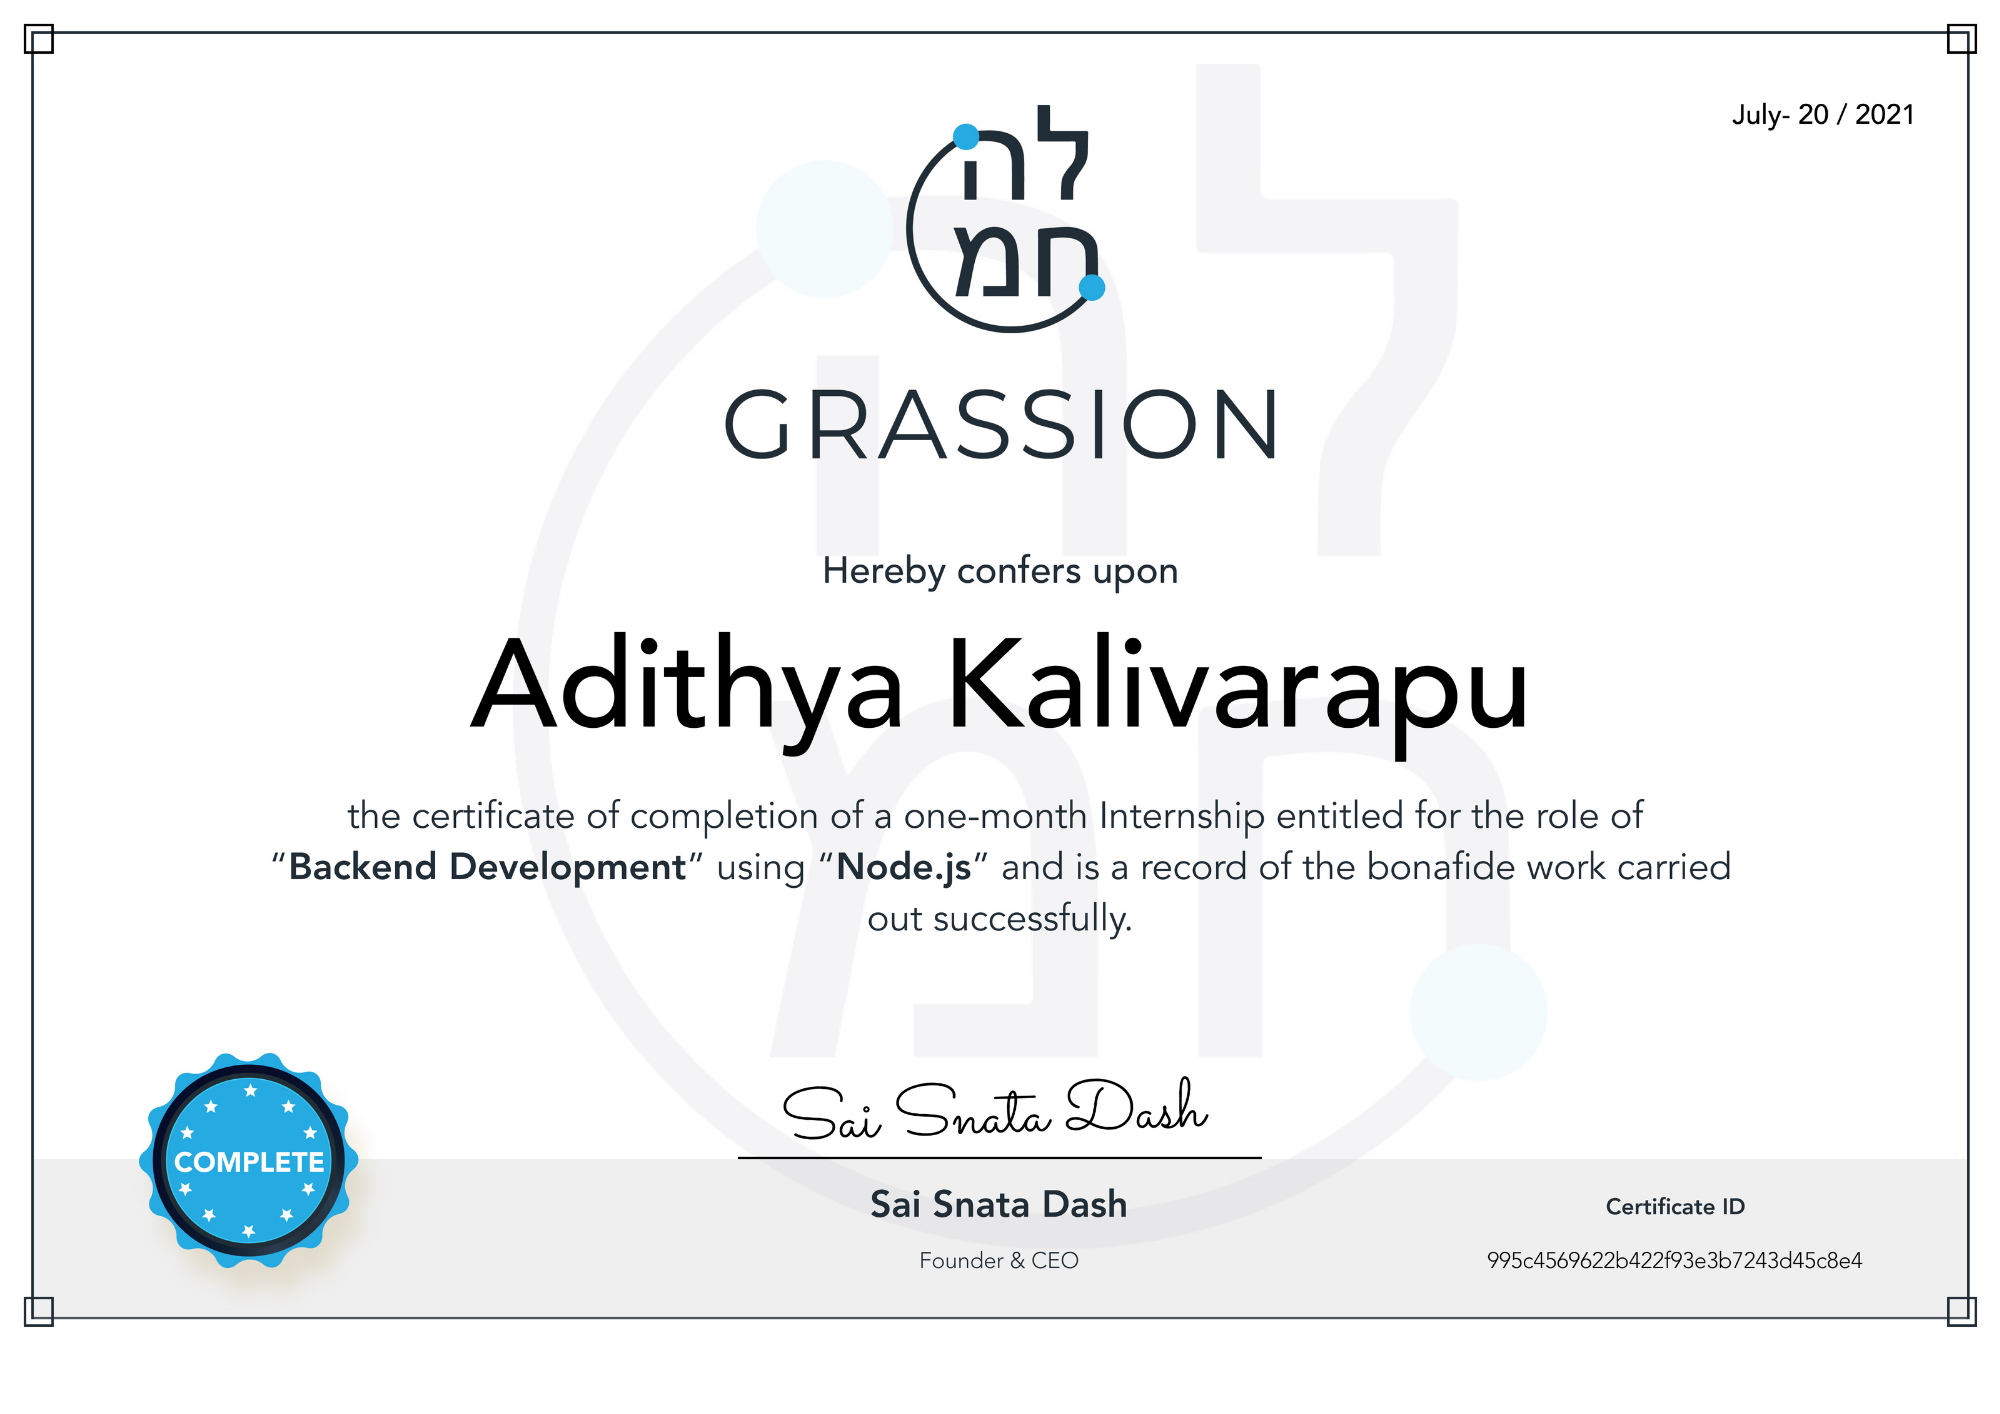 July- 20 / 2021
לה
חמ
GRASSION
Hereby confers upon
Adithya Kalivarapu
the certificate of completion of a one-month Internship entitled for the role of
“Backend Development” using “Node.js” and is a record of the bonafide work carried
out successfully.
COMPLETE
Sai Snata Dash
Sai Snata Dash
Founder & CEO
Certificate ID
995c4569622b422f93e3b7243d45c8e4